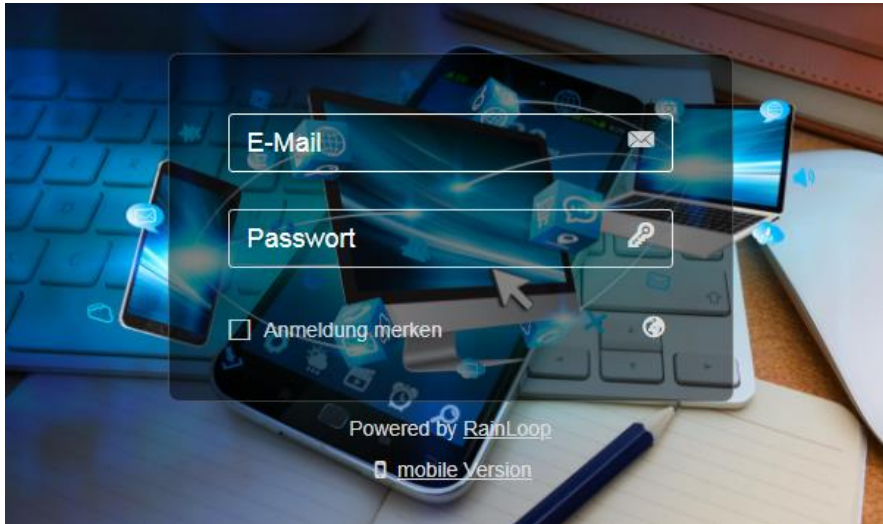 E-Mail
Passwort
Anmeldung merken
Powered by RainLoop
mobile Version